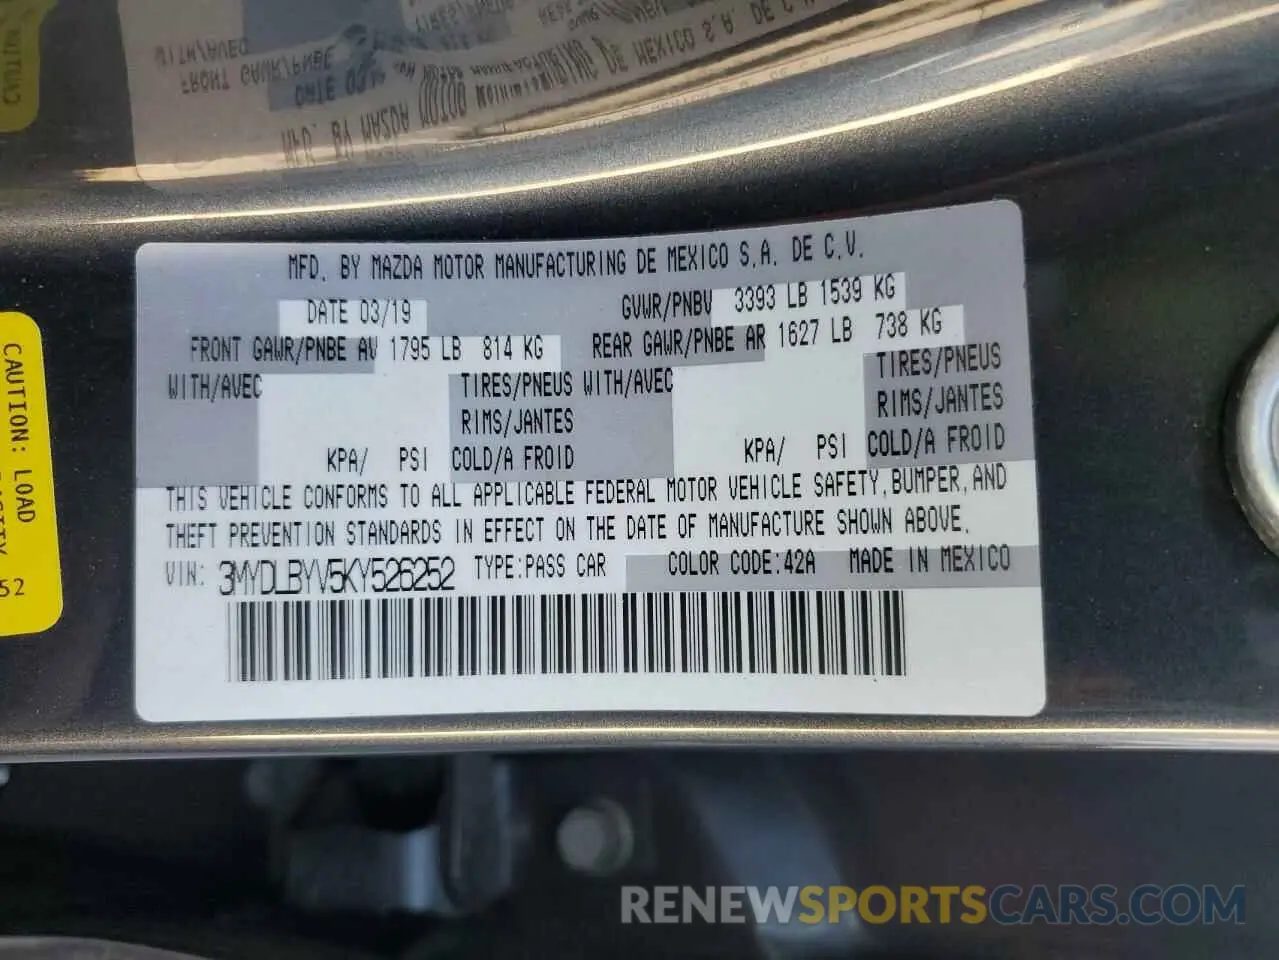 MFD. BY MAZDA MOTOR MANUFACTURING DE MEXICO S.A. DE C.V.
DATE 03/19 GVWR/PNBV 3393 LB 1539 KG
FRONT GAWR/PNBE AV 1795 LB 814 KG REAR GAWR/PNBE AR 1627 LB 738 KG
WITH/AVEC TIRES/PNEUS WITH/AVEC TIRES/PNEUS
RIMS/JANTES RIMS/JANTES
KPA/ PSI COLD/A FROID KPA/ PSI COLD/A FROID
THIS VEHICLE CONFORMS TO ALL APPLICABLE FEDERAL MOTOR VEHICLE SAFETY, BUMPER, AND
THEFT PREVENTION STANDARDS IN EFFECT ON THE DATE OF MANUFACTURE SHOWN ABOVE.
VIN: 3MYDLBYV5KY526252 TYPE:PASS CAR COLOR CODE:42A MADE IN MEXICO
CAUTION: LOAD
52
RENEWSPORTSCARS.COM